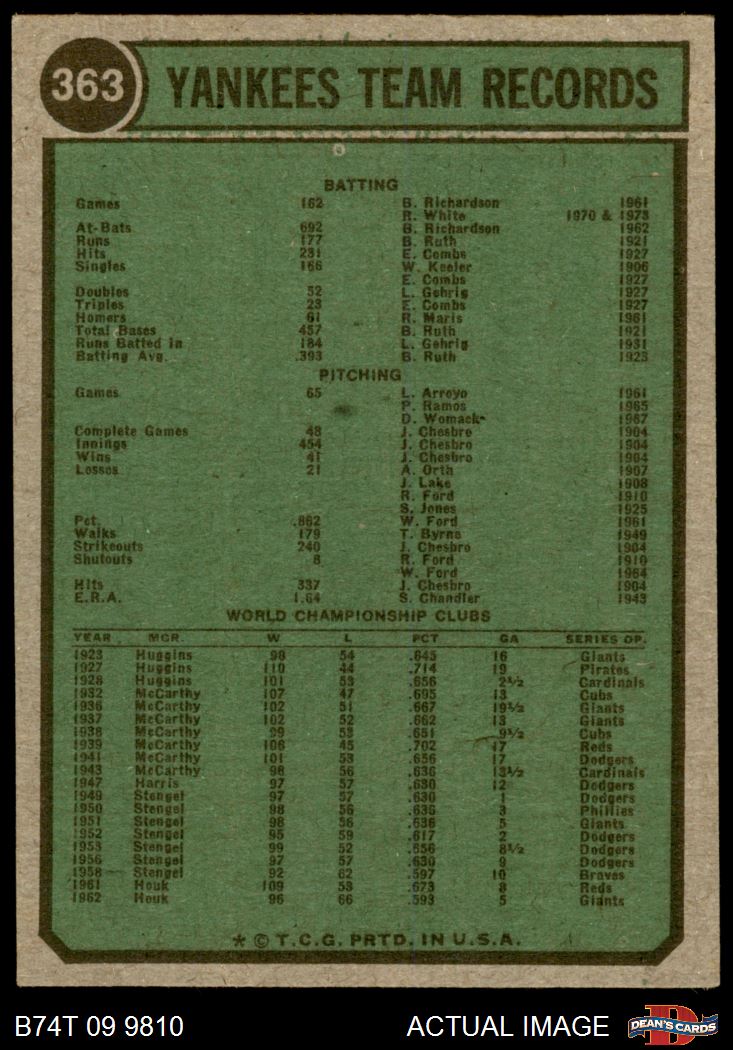 363 YANKEES TEAM RECORDS
BATTING
Games 162 B. Richardson 1961
R. White 1970 & 1973
At-Bats 692 B. Richardson 1962
Runs 177 B. Ruth 1921
Hits 231 E. Combs 1927
Singles 166 W. Keeler 1906
E. Combs 1927
Doubles 52 L. Gehrig 1927
Triples 23 E. Combs 1927
Homers 61 R. Maris 1961
Total Bases 457 B. Ruth 1921
Runs Batted In 184 L. Gehrig 1931
Batting Avg. .393 B. Ruth 1923
PITCHING
Games 65 L. Arroyo 1961
P. Ramos 1965
D. Womack 1967
Complete Games 48 J. Chesbro 1904
Innings 454 J. Chesbro 1904
Wins 41 J. Chesbro 1904
Losses 21 A. Orth 1907
J. Lake 1908
R. Ford 1910
S. Jones 1925
Pct. .862 W. Ford 1961
Walks 179 T. Byrne 1949
Strikeouts 240 J. Chesbro 1904
Shutouts 8 R. Ford 1910
W. Ford 1964
Hits 337 J. Chesbro 1904
E.R.A. 1.64 S. Chandler 1943
WORLD CHAMPIONSHIP CLUBS
YEAR MGR. W L PCT GA SERIES OP.
1923 Huggins 98 54 .645 16 Giants
1927 Huggins 110 44 .714 19 Pirates
1928 Huggins 101 53 .656 2½ Cardinals
1932 McCarthy 107 47 .695 13 Cubs
1936 McCarthy 102 51 .667 19½ Giants
1937 McCarthy 102 52 .662 13 Giants
1938 McCarthy 99 53 .651 9½ Cubs
1939 McCarthy 106 45 .702 17 Reds
1941 McCarthy 101 53 .656 17 Dodgers
1943 McCarthy 98 56 .636 13½ Cardinals
1947 Harris 97 57 .630 12 Dodgers
1949 Stengel 97 57 .630 1 Dodgers
1950 Stengel 98 56 .636 3 Phillies
1951 Stengel 98 56 .636 5 Giants
1952 Stengel 95 59 .617 2 Dodgers
1953 Stengel 99 52 .656 8½ Dodgers
1956 Stengel 97 57 .630 9 Dodgers
1958 Stengel 92 62 .597 10 Braves
1961 Houk 109 53 .673 8 Reds
1962 Houk 96 66 .593 5 Giants
* © T.C.G. PRTD. IN U.S.A.
B74T 09 9810 ACTUAL IMAGE D DEAN'S CARDS